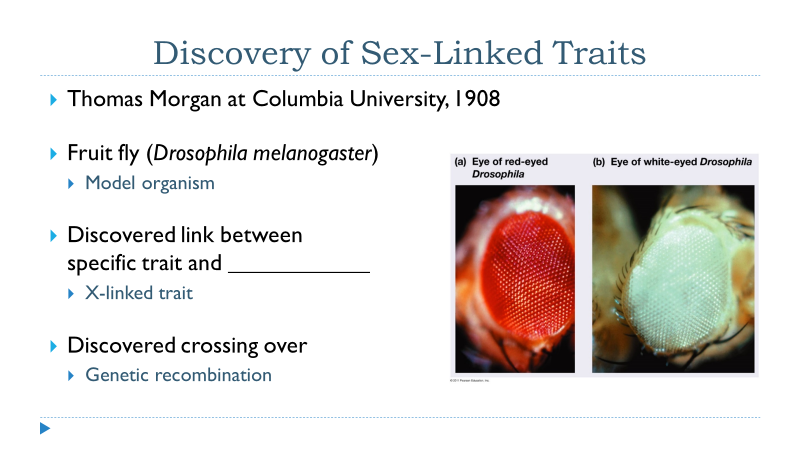 Discovery of Sex-Linked Traits
Thomas Morgan at Columbia University, 1908
Fruit fly (Drosophila melanogaster)
Model organism
Discovered link between
specific trait and _____________
X-linked trait
Discovered crossing over
Genetic recombination
(a) Eye of red-eyed
Drosophila
(b) Eye of white-eyed Drosophila